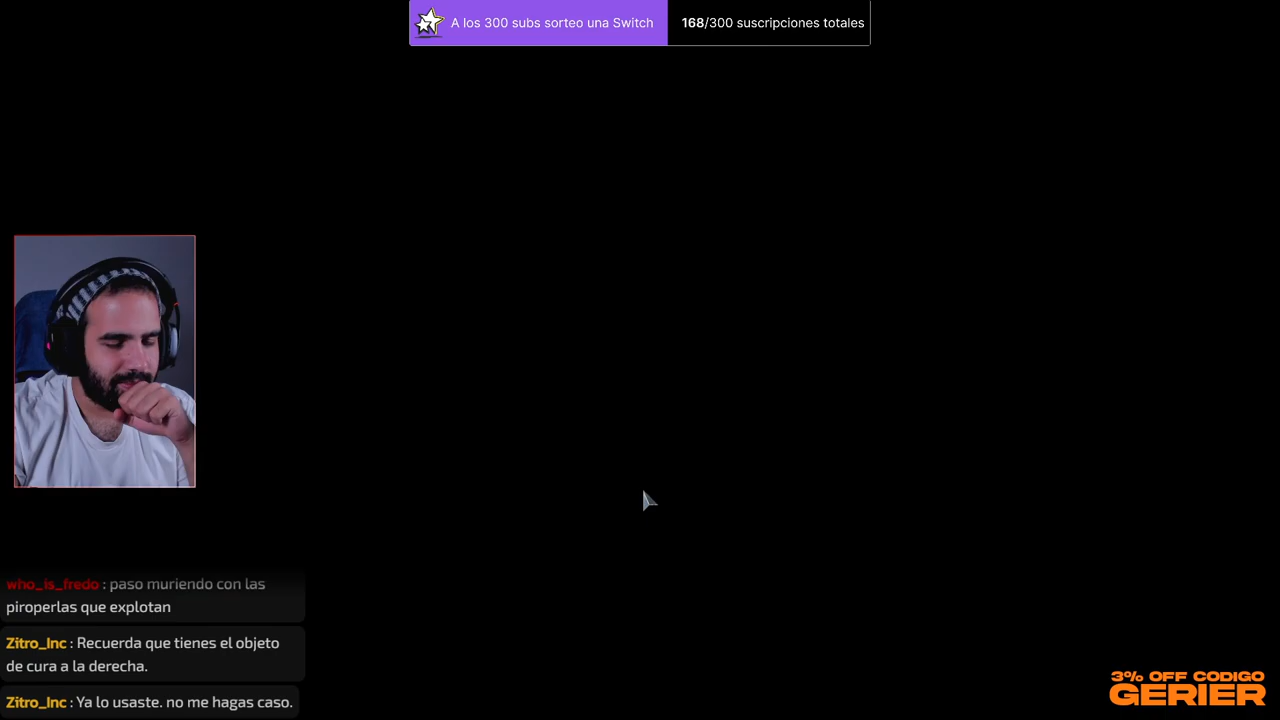 A los 300 subs sorteo una Switch
168/300 suscripciones totales
who_is_fredo : paso muriendo con las
piroperlas que explotan
Zitro_Inc : Recuerda que tienes el objeto
de cura a la derecha.
Zitro_Inc : Ya lo usaste. no me hagas caso.
3% OFF CODIGO
GERIER